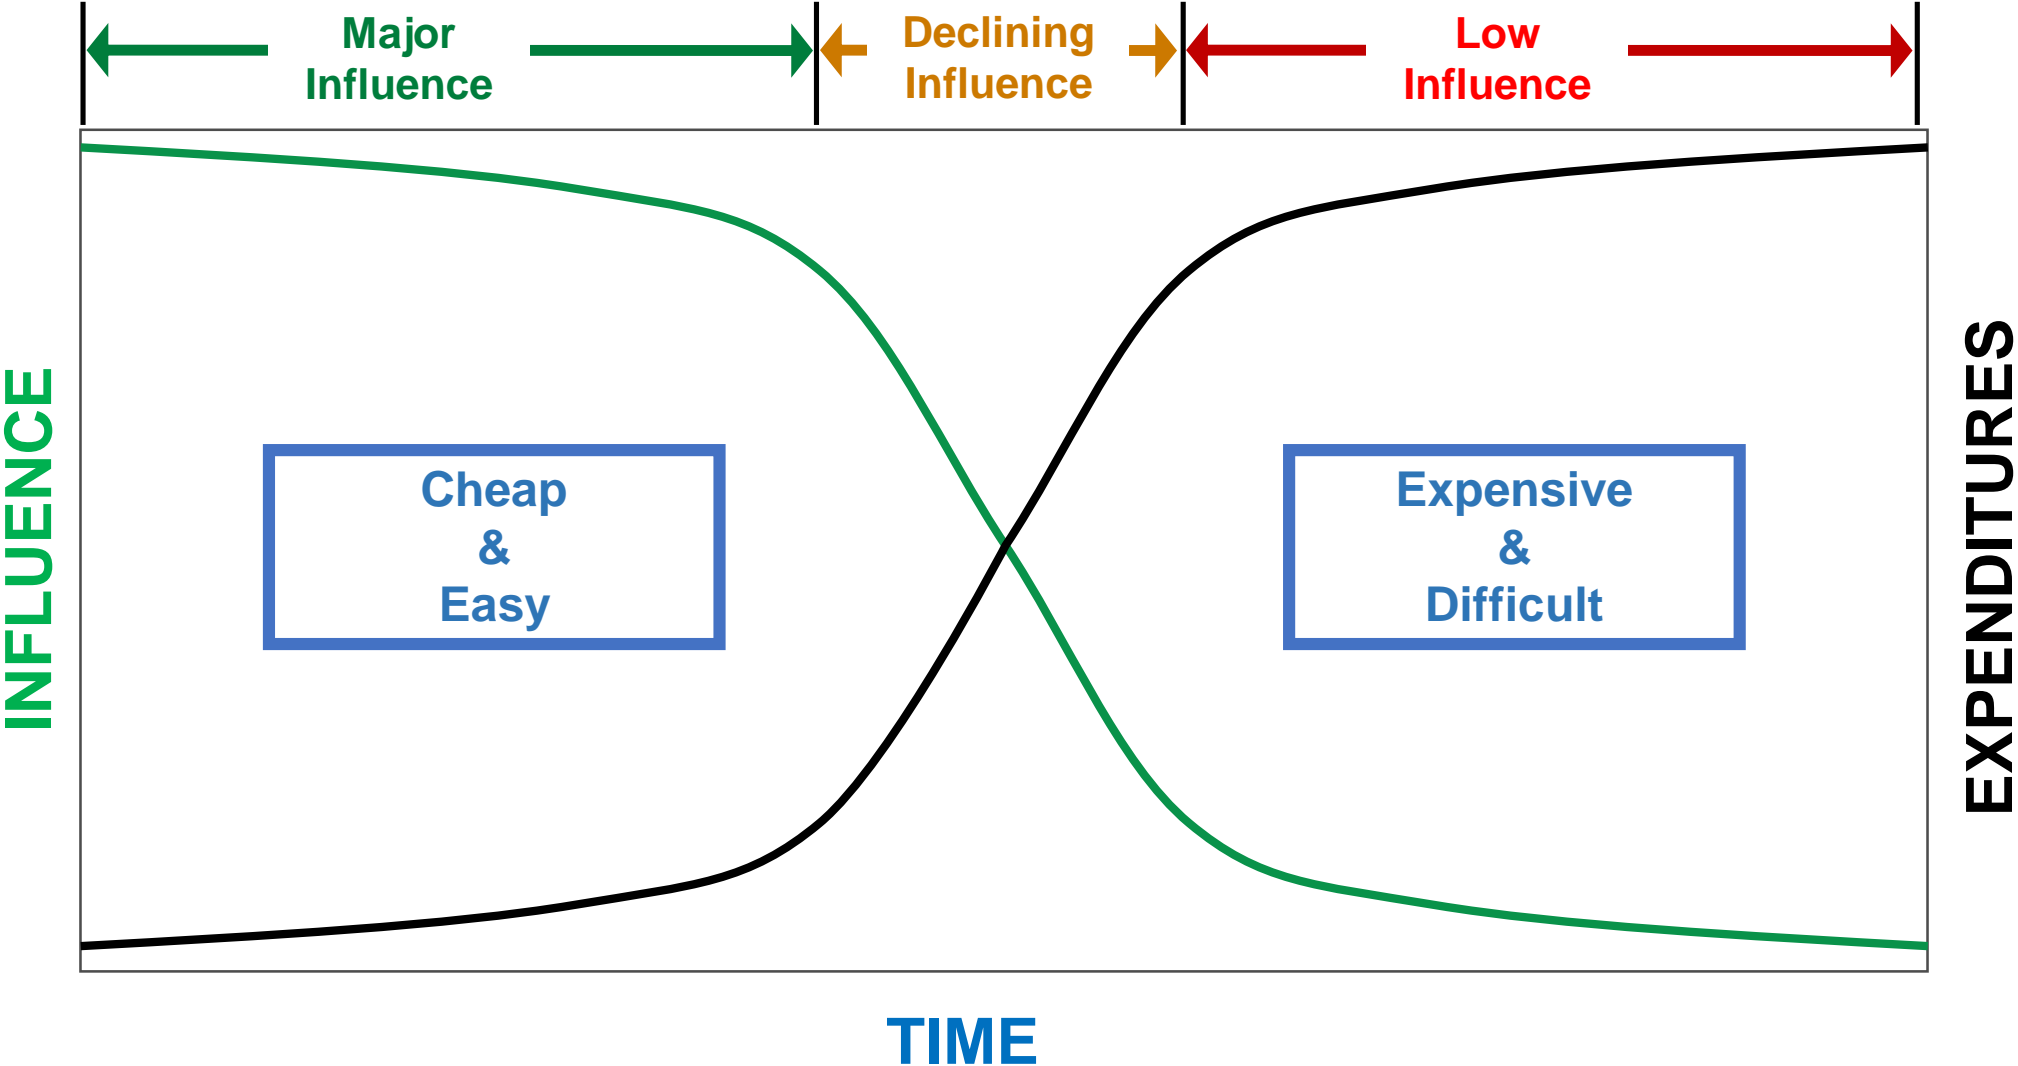 Major
Influence
Declining
Influence
Low
Influence
INFLUENCE
Cheap
&
Easy
Expensive
&
Difficult
EXPENDITURES
TIME